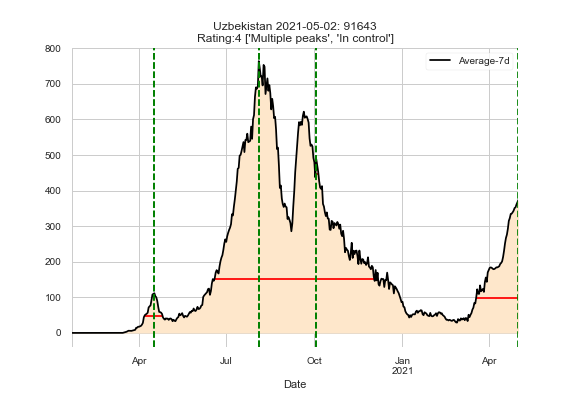 Uzbekistan 2021-05-02: 91643
Rating:4 ['Multiple peaks', 'In control']
Average-7d
800
700
600
500
400
300
200
100
0
Apr
Jul
Oct
Jan
2021
Apr
Date